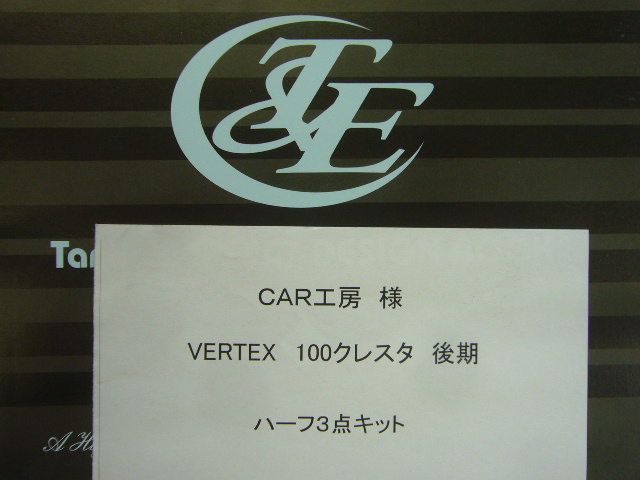 T&E
Tar
CAR工房 様
VERTEX 100クレスタ 後期
ハーフ3点キット
A H